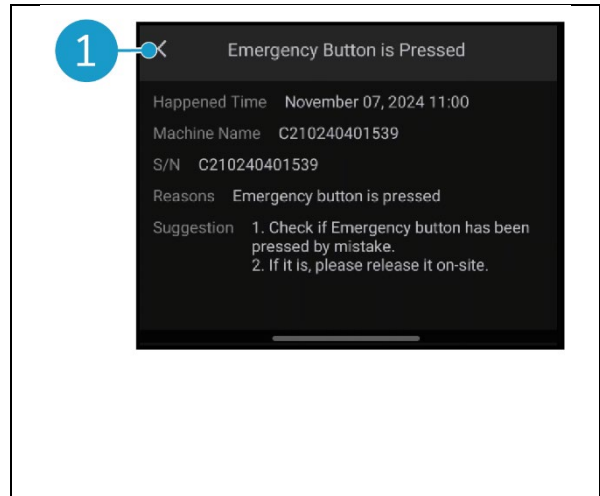 1
Emergency Button is Pressed
Happened Time November 07, 2024 11:00
Machine Name C210240401539
S/N C210240401539
Reasons Emergency button is pressed
Suggestion 1. Check if Emergency button has been
pressed by mistake.
2. If it is, please release it on-site.